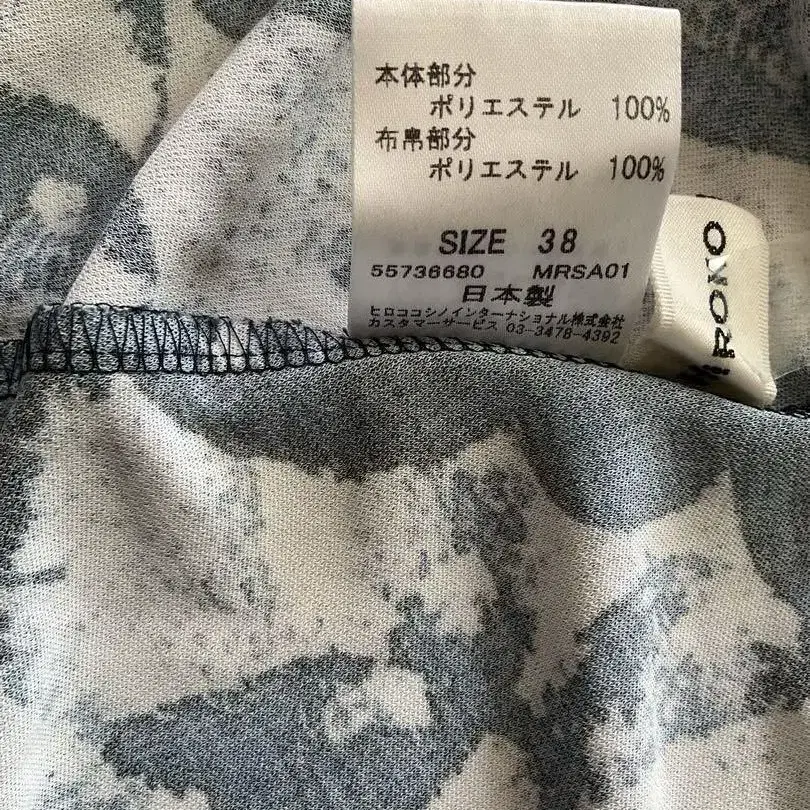 本体部分
ポリエステル 100%
布帛部分
ポリエステル 100%
SIZE 38
55736680 MRSA01
日本製
ヒロココシノインターナショナル株式会社
カスタマーサービス 03-3478-4392
IROKO